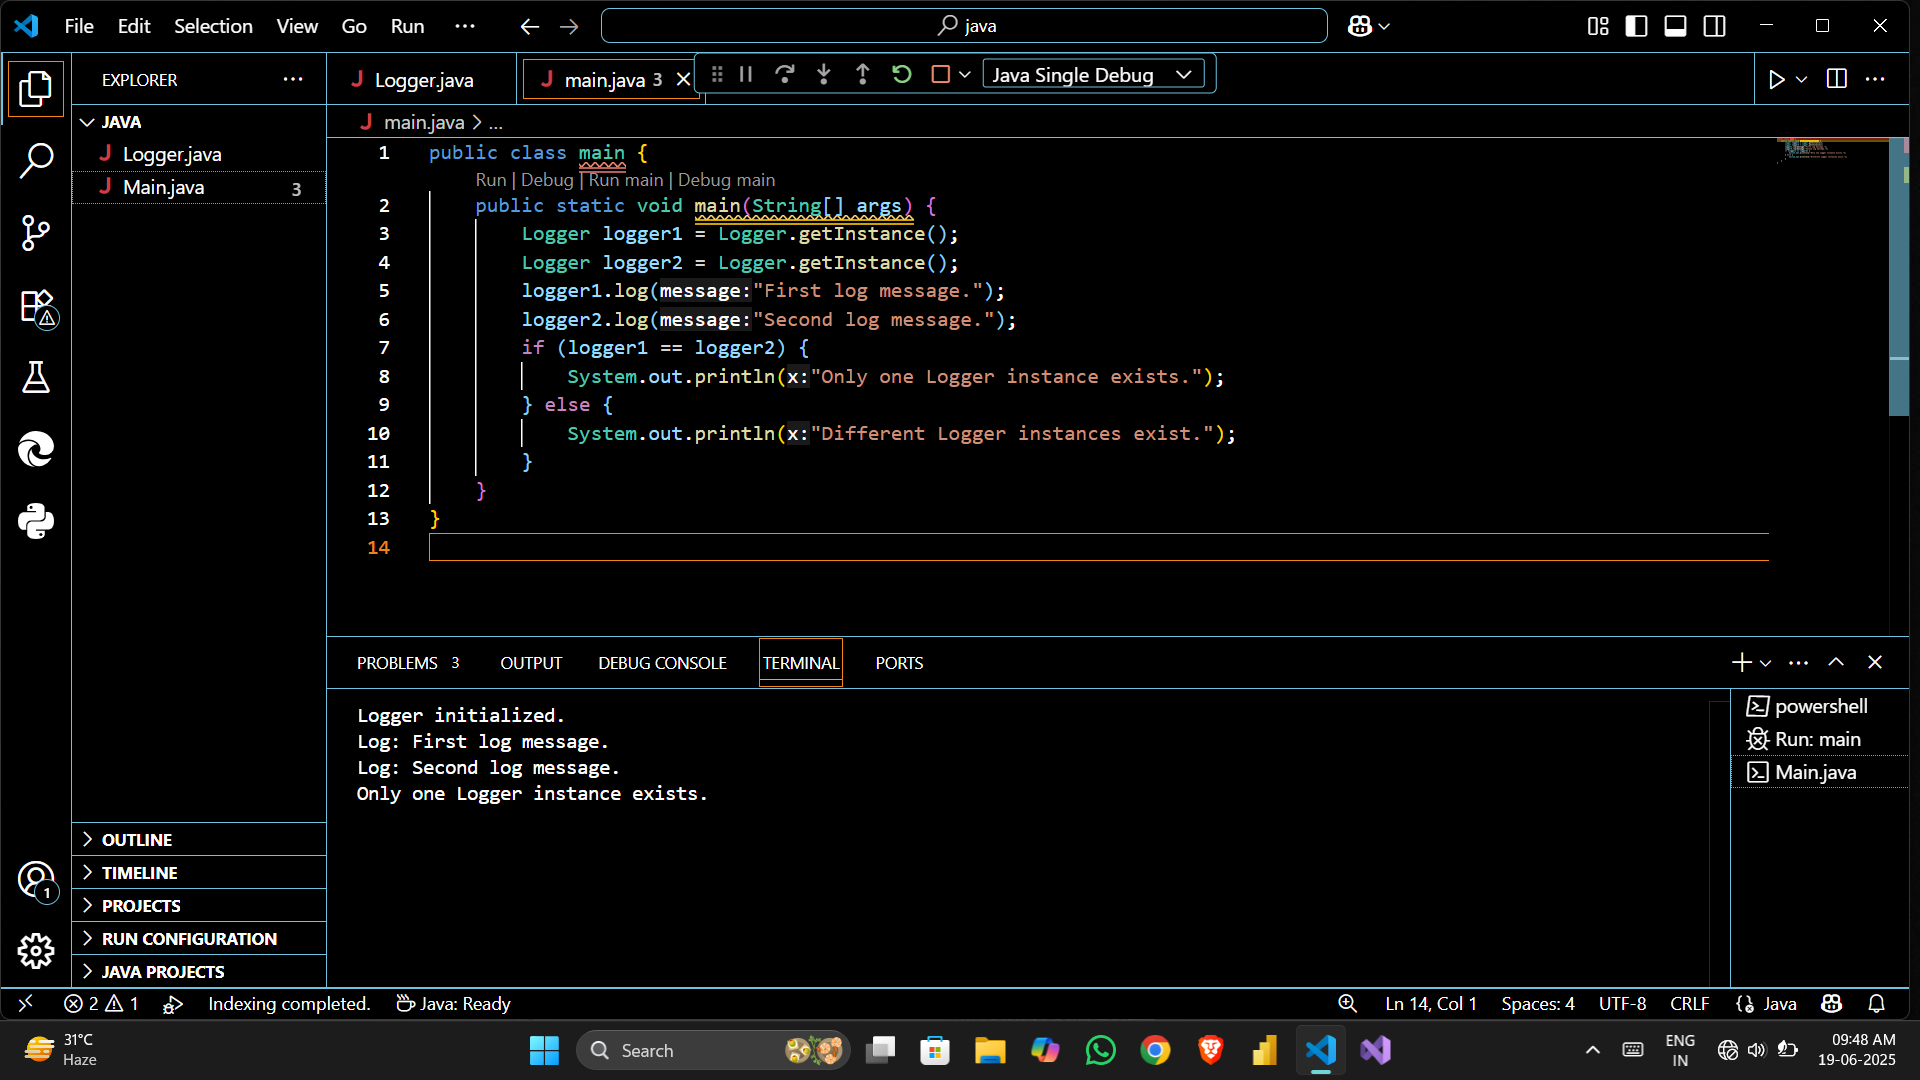 File Edit Selection View Go Run ··· java
EXPLORER ···
Logger.java
main.java 3
Java Single Debug
JAVA
Logger.java
Main.java 3
main.java > ...
1 public class main {
Run | Debug | Run main | Debug main
2 public static void main(String[] args) {
3 Logger logger1 = Logger.getInstance();
4 Logger logger2 = Logger.getInstance();
5 logger1.log(message:"First log message.");
6 logger2.log(message:"Second log message.");
7 if (logger1 == logger2) {
8 System.out.println(x:"Only one Logger instance exists.");
9 } else {
10 System.out.println(x:"Different Logger instances exist.");
11 }
12 }
13 }
14
PROBLEMS 3 OUTPUT DEBUG CONSOLE TERMINAL PORTS
Logger initialized.
Log: First log message.
Log: Second log message.
Only one Logger instance exists.
powershell
Run: main
Main.java
OUTLINE
TIMELINE
PROJECTS
RUN CONFIGURATION
JAVA PROJECTS
1
2 1 Indexing completed. Java: Ready Ln 14, Col 1 Spaces: 4 UTF-8 CRLF Java
31°C
Haze
Search
ENG
IN
09:48 AM
19-06-2025